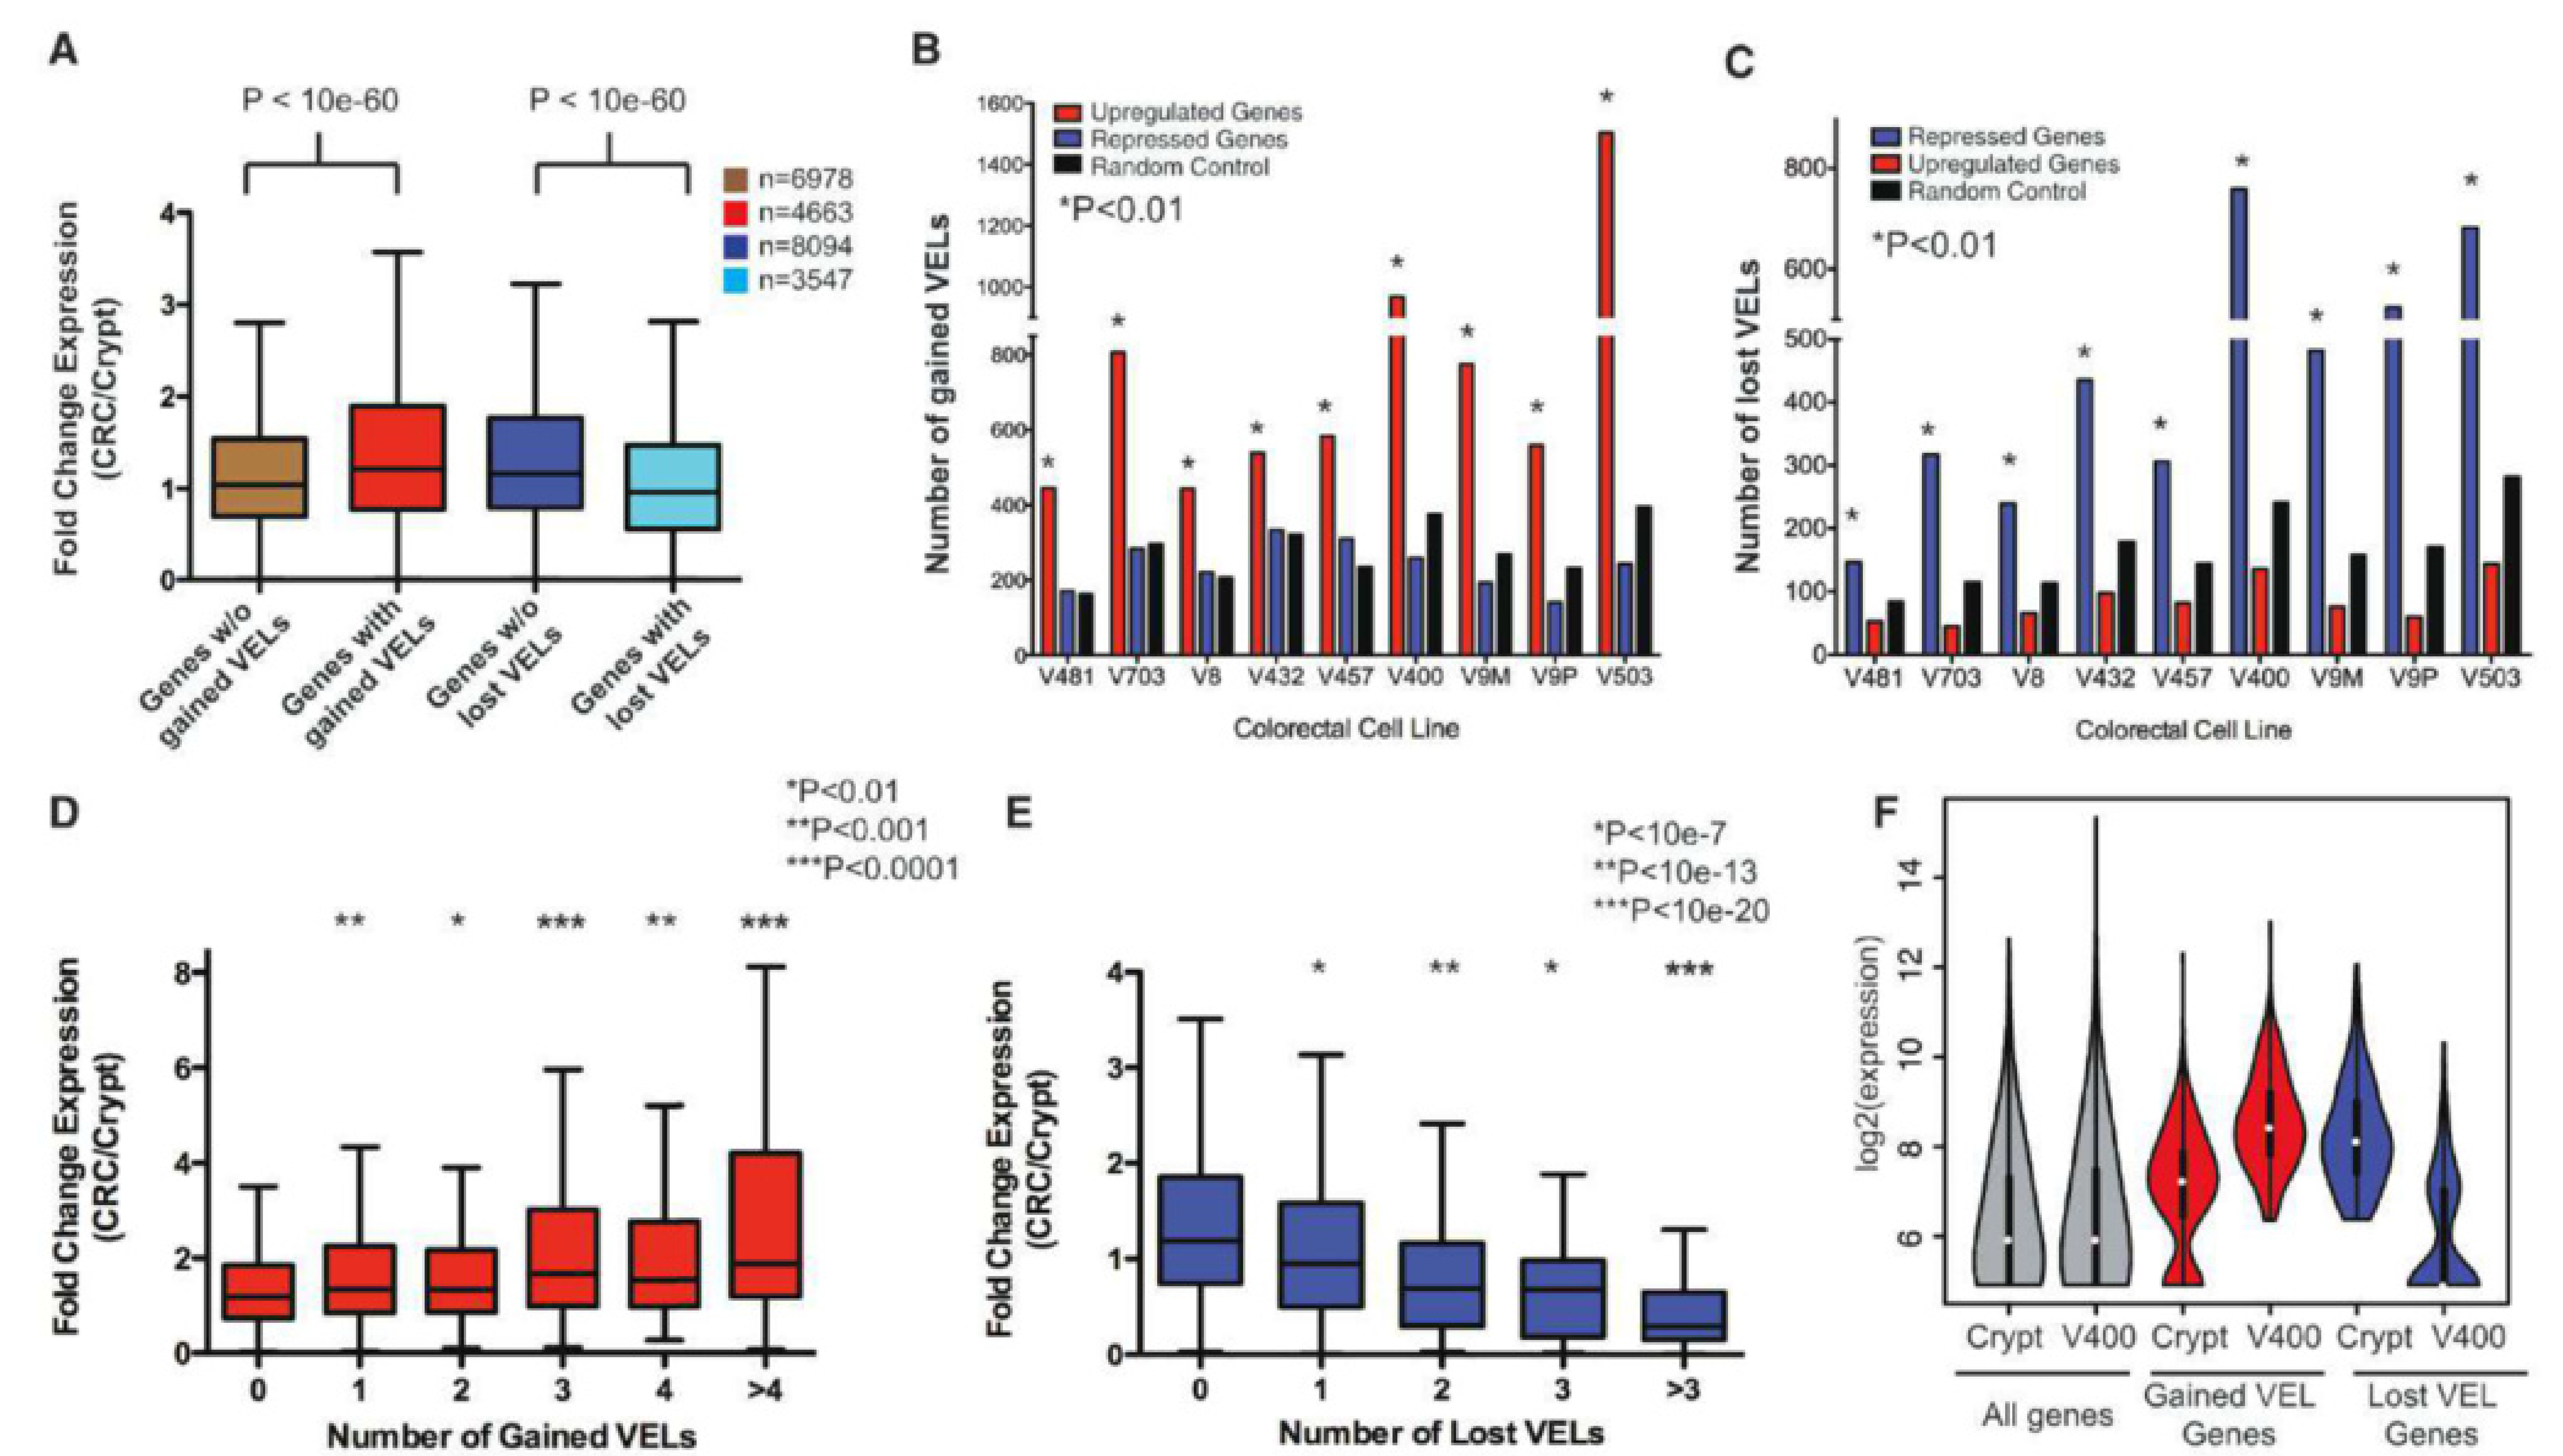 A
P < 10e-60
P < 10e-60
n=6978
n=4663
n=8094
n=3547
Fold Change Expression
(CRC/Crypt)
4
3
2
1
0
Genes w/o
gained VELs
Genes with
gained VELs
Genes w/o
lost VELs
Genes with
lost VELs
B
Upregulated Genes
Repressed Genes
Random Control
*P<0.01
Number of gained VELs
1600
1400
1200
1000
800
600
400
200
0
* * * * * * * * *
V481 V703 V8 V432 V457 V400 V9M V9P V503
Colorectal Cell Line
C
Repressed Genes
Upregulated Genes
Random Control
*P<0.01
Number of lost VELs
800
600
500
400
300
200
100
0
* * * * * * * * *
V481 V703 V8 V432 V457 V400 V9M V9P V503
Colorectal Cell Line
D
*P<0.01
**P<0.001
***P<0.0001
** * *** ** ***
Fold Change Expression
(CRC/Crypt)
8
6
4
2
0
0 1 2 3 4 >4
Number of Gained VELs
E
*P<10e-7
**P<10e-13
***P<10e-20
* ** * ***
Fold Change Expression
(CRC/Crypt)
4
3
2
1
0
0 1 2 3 >3
Number of Lost VELs
F
log2(expression)
14
12
10
8
6
Crypt V400 Crypt V400 Crypt V400
All genes
Gained VEL
Genes
Lost VEL
Genes